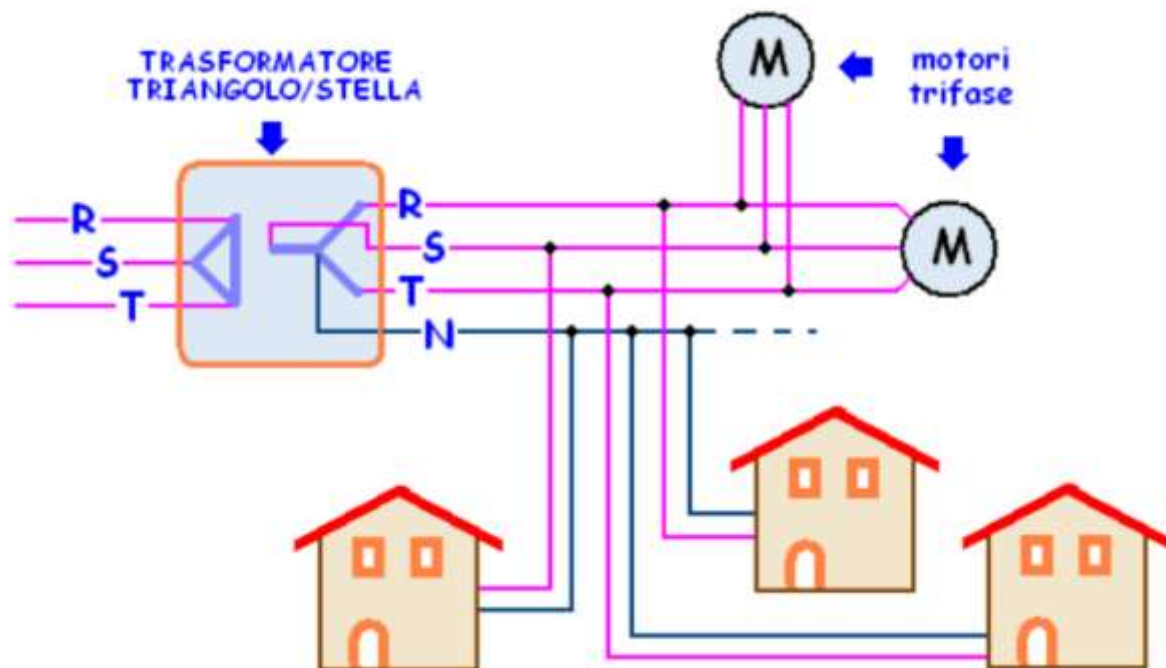 TRASFORMATORE
TRIANGOLO/STELLA
M
motori
trifase
R
S
T
R
S
T
N
M